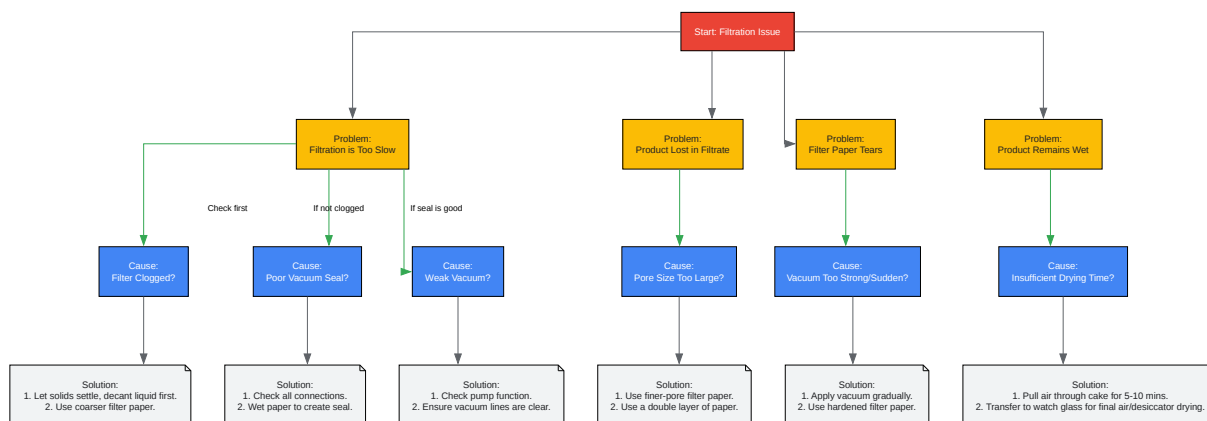 Start: Filtration Issue
Problem:
Filtration is Too Slow
Problem:
Product Lost in Filtrate
Problem:
Filter Paper Tears
Problem:
Product Remains Wet
Check first
If not clogged
If seal is good
Cause:
Filter Clogged?
Cause:
Poor Vacuum Seal?
Cause:
Weak Vacuum?
Cause:
Pore Size Too Large?
Cause:
Vacuum Too Strong/Sudden?
Cause:
Insufficient Drying Time?
Solution:
1. Let solids settle, decant liquid first.
2. Use coarser filter paper.
Solution:
1. Check all connections.
2. Wet paper to create seal.
Solution:
1. Check pump function.
2. Ensure vacuum lines are clear.
Solution:
1. Use finer-pore filter paper.
2. Use a double layer of paper.
Solution:
1. Apply vacuum gradually.
2. Use hardened filter paper.
Solution:
1. Pull air through cake for 5-10 mins.
2. Transfer to watch glass for final air/desiccator drying.